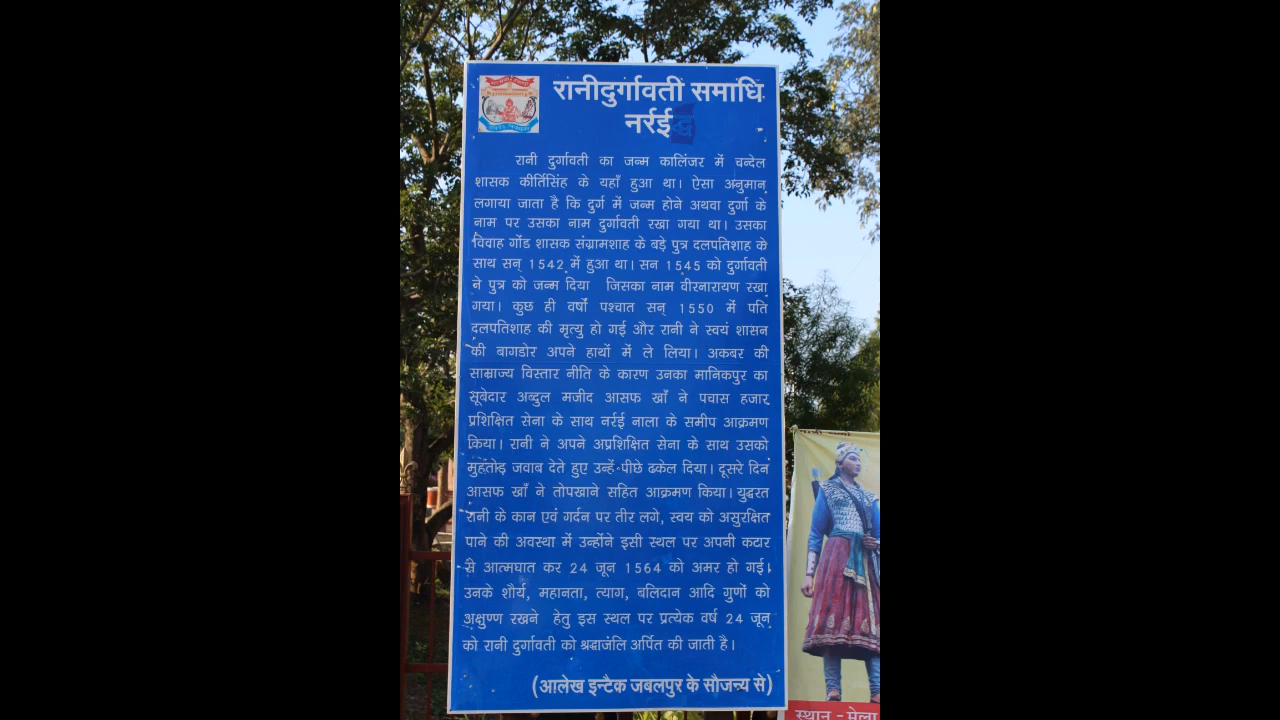 रानीदुर्गावती समाधि
नर्रई
रानी दुर्गावती का जन्म कालिंजर में चन्देल
शासक कीर्तिसिंह के यहाँ हुआ था। ऐसा अनुमान
लगाया जाता है कि दुर्ग में जन्म होने अथवा दुर्गा के
नाम पर उसका नाम दुर्गावती रखा गया था। उसका
विवाह गोंड शासक संग्रामशाह के बड़े पुत्र दलपतिशाह के
साथ सन् 1542 में हुआ था। सन 1545 को दुर्गावती
ने पुत्र को जन्म दिया जिसका नाम वीरनारायण रखा
गया। कुछ ही वर्षों पश्चात सन् 1550 में पति
दलपतिशाह की मृत्यु हो गई और रानी ने स्वयं शासन
की बागडोर अपने हाथों में ले लिया। अकबर की
साम्राज्य विस्तार नीति के कारण उनका मानिकपुर का
सूबेदार अब्दुल मजीद आसफ खाँ ने पचास हजार
प्रशिक्षित सेना के साथ नर्रई नाला के समीप आक्रमण
किया। रानी ने अपने अप्रशिक्षित सेना के साथ उसको
मुहंतोड़ जवाब देते हुए उन्हें पीछे ढकेल दिया। दूसरे दिन
आसफ खाँ ने तोपखाने सहित आक्रमण किया। युद्धरत
रानी के कान एवं गर्दन पर तीर लगे, स्वय को असुरक्षित
पाने की अवस्था में उन्होंने इसी स्थल पर अपनी कटार
से आत्मघात कर 24 जून 1564 को अमर हो गई।
उनके शौर्य, महानता, त्याग, बलिदान आदि गुणों को
अक्षुण्ण रखने हेतु इस स्थल पर प्रत्येक वर्ष 24 जून
को रानी दुर्गावती को श्रद्धाजंलि अर्पित की जाती है।
(आलेख इन्टैक जबलपुर के सौजन्य से)
स्थान - मेला